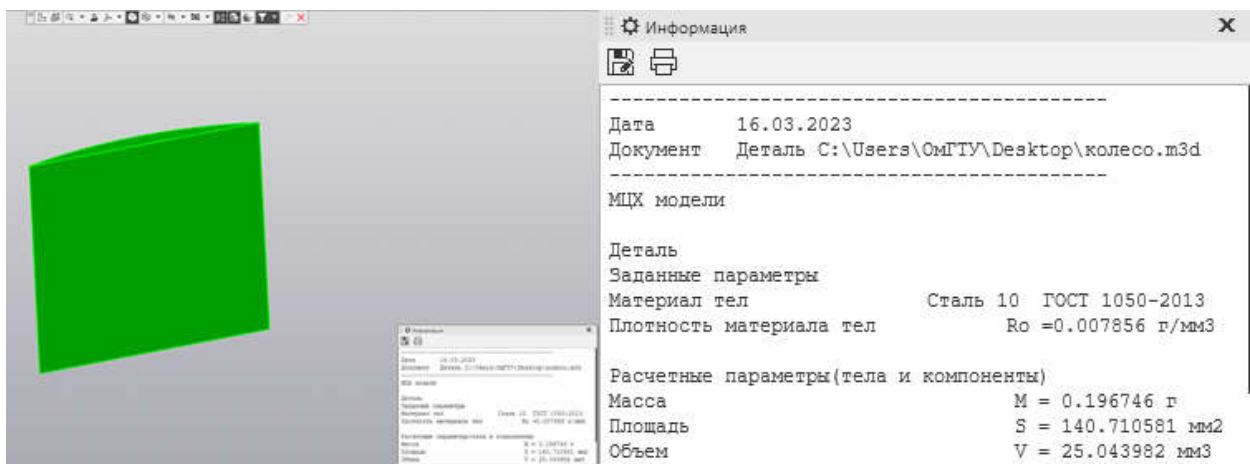 Информация
-------------------------------------------
Дата 16.03.2023
Документ Деталь C:\Users\ОмГТУ\Desktop\колесо.m3d
-------------------------------------------
МЦХ модели
Деталь
Заданные параметры
Материал тел Сталь 10 ГОСТ 1050-2013
Плотность материала тел Ro =0.007856 г/мм3
Расчетные параметры(тела и компоненты)
Масса M = 0.196746 г
Площадь S = 140.710581 мм2
Объем V = 25.043982 мм3